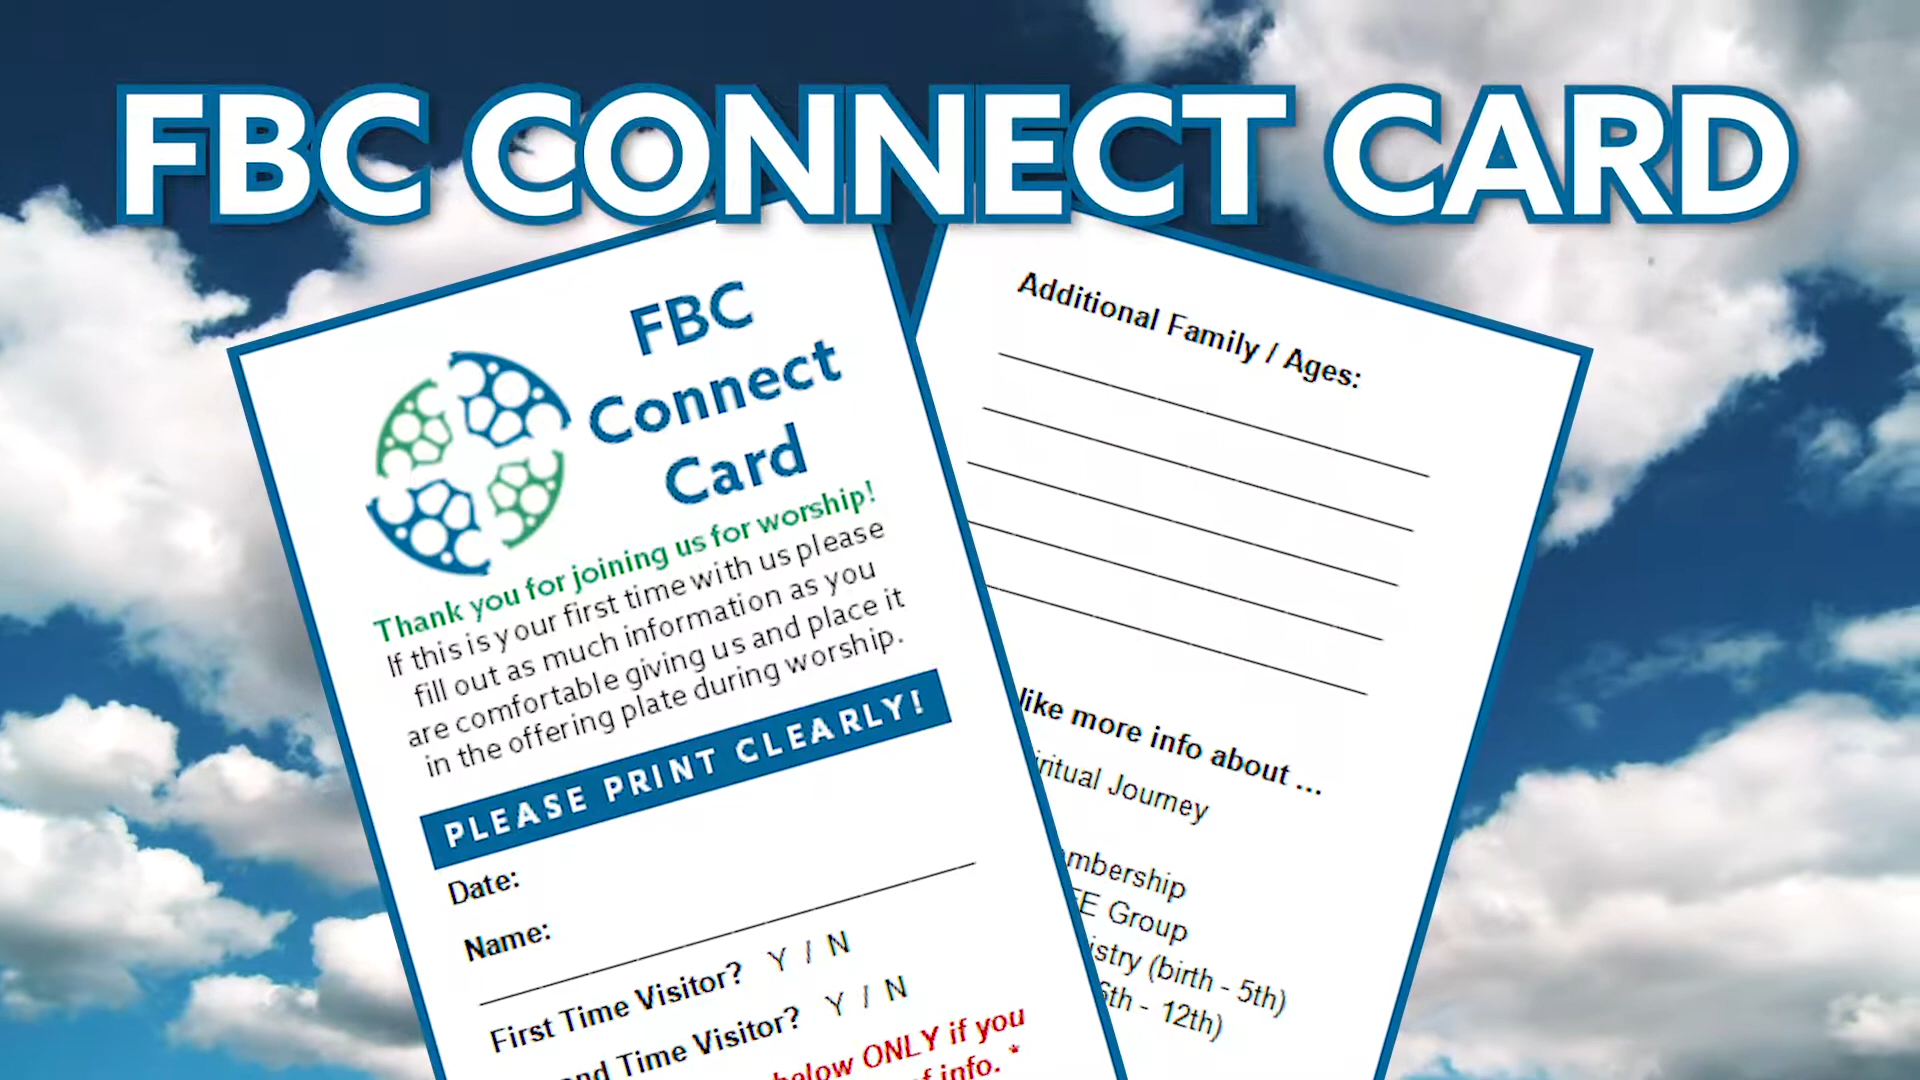 FBC CONNECT CARD
FBC
Connect
Card
Thank you for joining us for worship!
If this is your first time with us please
fill out as much information as you
are comfortable giving us and place it
in the offering plate during worship.
PLEASE PRINT CLEARLY!
Date:
Name:
First Time Visitor? Y / N
Time Visitor? Y / N
below ONLY if you
of info. *
Additional Family / Ages:
like more info about ...
Journey
Group
(birth - 5th)
12th)